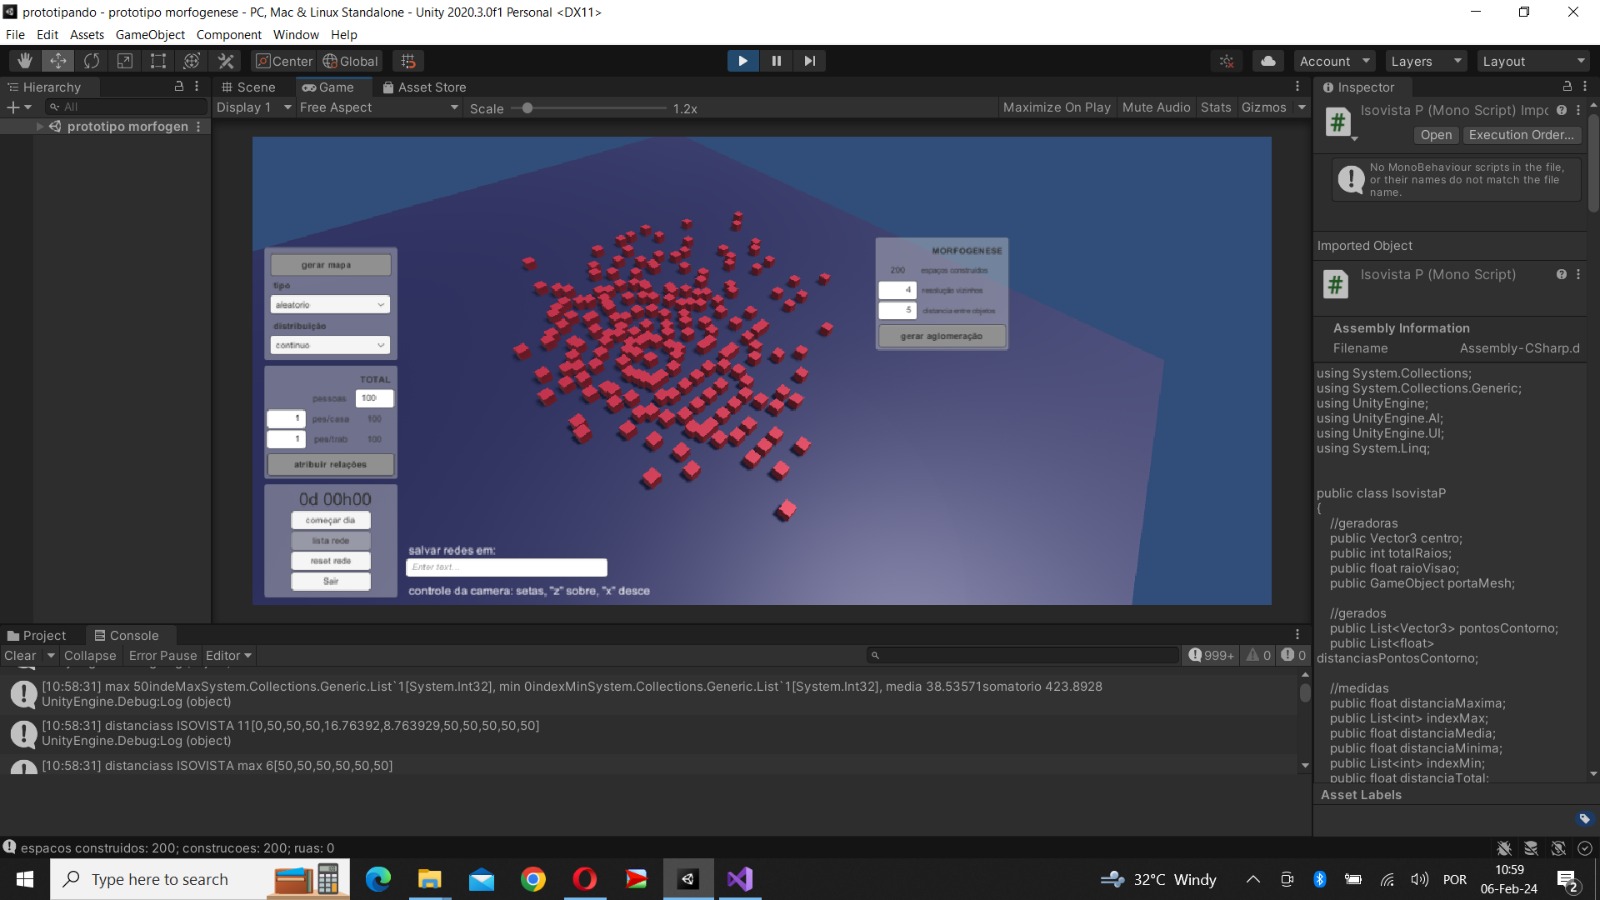 prototipando - prototipo morfogenese - PC, Mac & Linux Standalone - Unity 2020.3.0f1 Personal <DX11>
File Edit Assets GameObject Component Window Help
Center Global Account Layers Layout
Hierarchy
All
prototipo morfogen
Scene Game Asset Store
Display 1 Free Aspect Scale 1.2x Maximize On Play Mute Audio Stats Gizmos
gerar mapa
tipo
aleatorio
distribuição
continuo
TOTAL
pessoas 100
1 pes/casa 100
1 pes/trab 100
atribuir relações
0d 00h00
começar dia
lista rede
reset rede
Sair
salvar redes em:
Enter text...
controle da camera: setas, "z" sobre, "x" desce
MORFOGENESE
200 espaços construidos
4 resolução vizinhos
5 distancia entre objetos
gerar aglomeração
Inspector
Isovista P (Mono Script) Impo
Open Execution Order...
No MonoBehaviour scripts in the file,
or their names do not match the file
name.
Imported Object
Isovista P (Mono Script)
Assembly Information
Filename Assembly-CSharp.d
using System.Collections;
using System.Collections.Generic;
using UnityEngine;
using UnityEngine.AI;
using UnityEngine.UI;
using System.Linq;
public class IsovistaP
{
//geradoras
public Vector3 centro;
public int totalRaios;
public float raioVisao;
public GameObject portaMesh;
//gerados
public List<Vector3> pontosContorno;
public List<float>
distanciasPontosContorno;
//medidas
public float distanciaMaxima;
public List<int> indexMax;
public float distanciaMedia;
public float distanciaMinima;
public List<int> indexMin;
public float distanciaTotal;
Asset Labels
Project Console
Clear Collapse Error Pause Editor 999+ 0 0
[10:58:31] max 50indeMaxSystem.Collections.Generic.List`1[System.Int32], min 0indexMinSystem.Collections.Generic.List`1[System.Int32], media 38.53571somatorio 423.8928
UnityEngine.Debug:Log (object)
[10:58:31] distanciass ISOVISTA 11[0,50,50,50,16.76392,8.763929,50,50,50,50,50]
UnityEngine.Debug:Log (object)
[10:58:31] distanciass ISOVISTA max 6[50,50,50,50,50,50]
espacos construidos: 200; construcoes: 200; ruas: 0
Type here to search
32°C Windy
POR
10:59
06-Feb-24
2